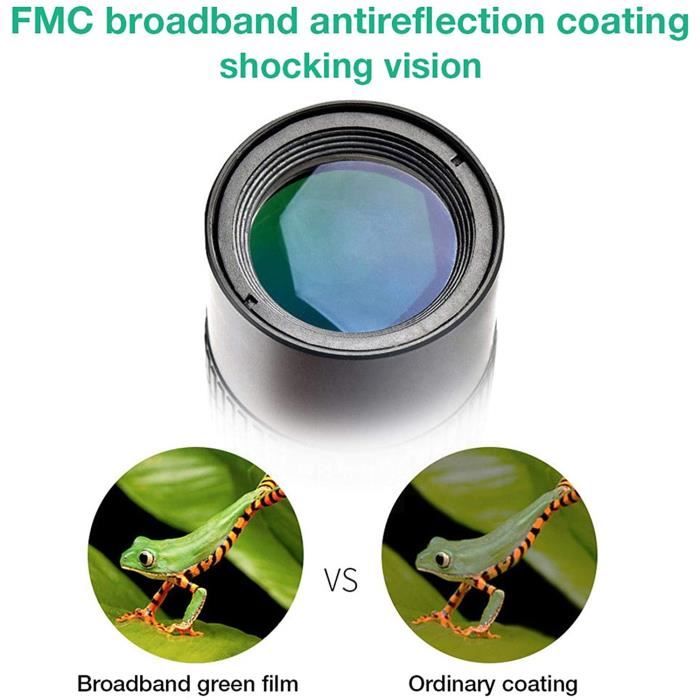 FMC broadband antireflection coating
shocking vision
VS
Broadband green film
Ordinary coating